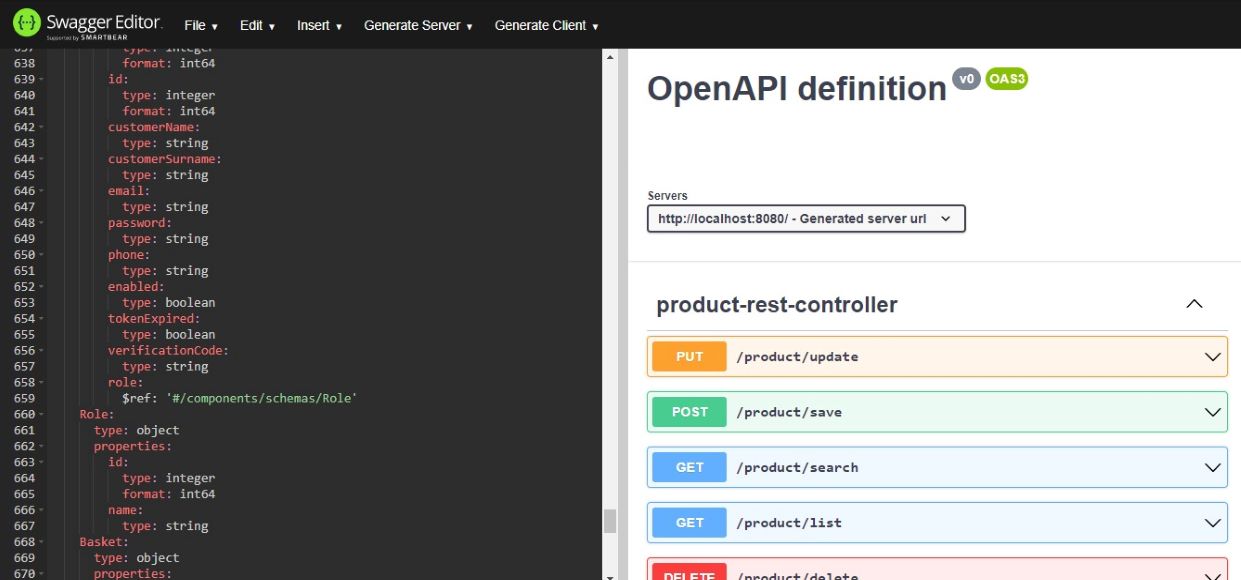 Swagger Editor.
Supported by SMARTBEAR
File ▾ Edit ▾ Insert ▾ Generate Server ▾ Generate Client ▾
637 type: integer
638 format: int64
639 id:
640 type: integer
641 format: int64
642 customerName:
643 type: string
644 customerSurname:
645 type: string
646 email:
647 type: string
648 password:
649 type: string
650 phone:
651 type: string
652 enabled:
653 type: boolean
654 tokenExpired:
655 type: boolean
656 verificationCode:
657 type: string
658 role:
659 $ref: '#/components/schemas/Role'
660 Role:
661 type: object
662 properties:
663 id:
664 type: integer
665 format: int64
666 name:
667 type: string
668 Basket:
669 type: object
670 properties:
OpenAPI definition v0 OAS3
Servers
http://localhost:8080/ - Generated server url
product-rest-controller
PUT /product/update
POST /product/save
GET /product/search
GET /product/list
DELETE /product/delete